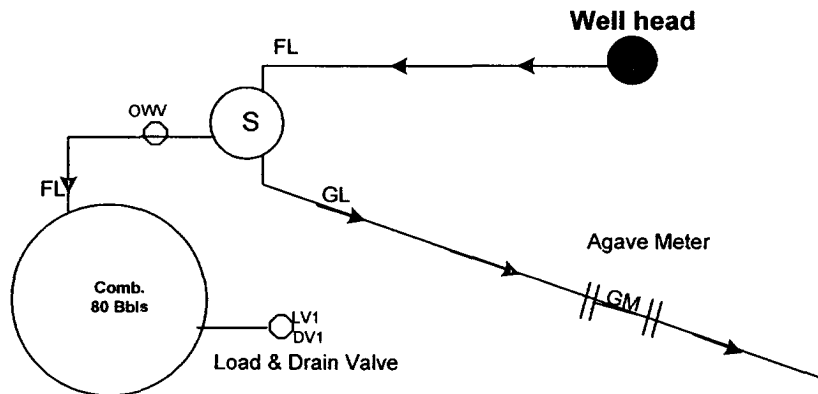 Well head
FL
OWV
S
FL
GL
Agave Meter
GM
Comb.
80 Bbls
LV1
DV1
Load & Drain Valve